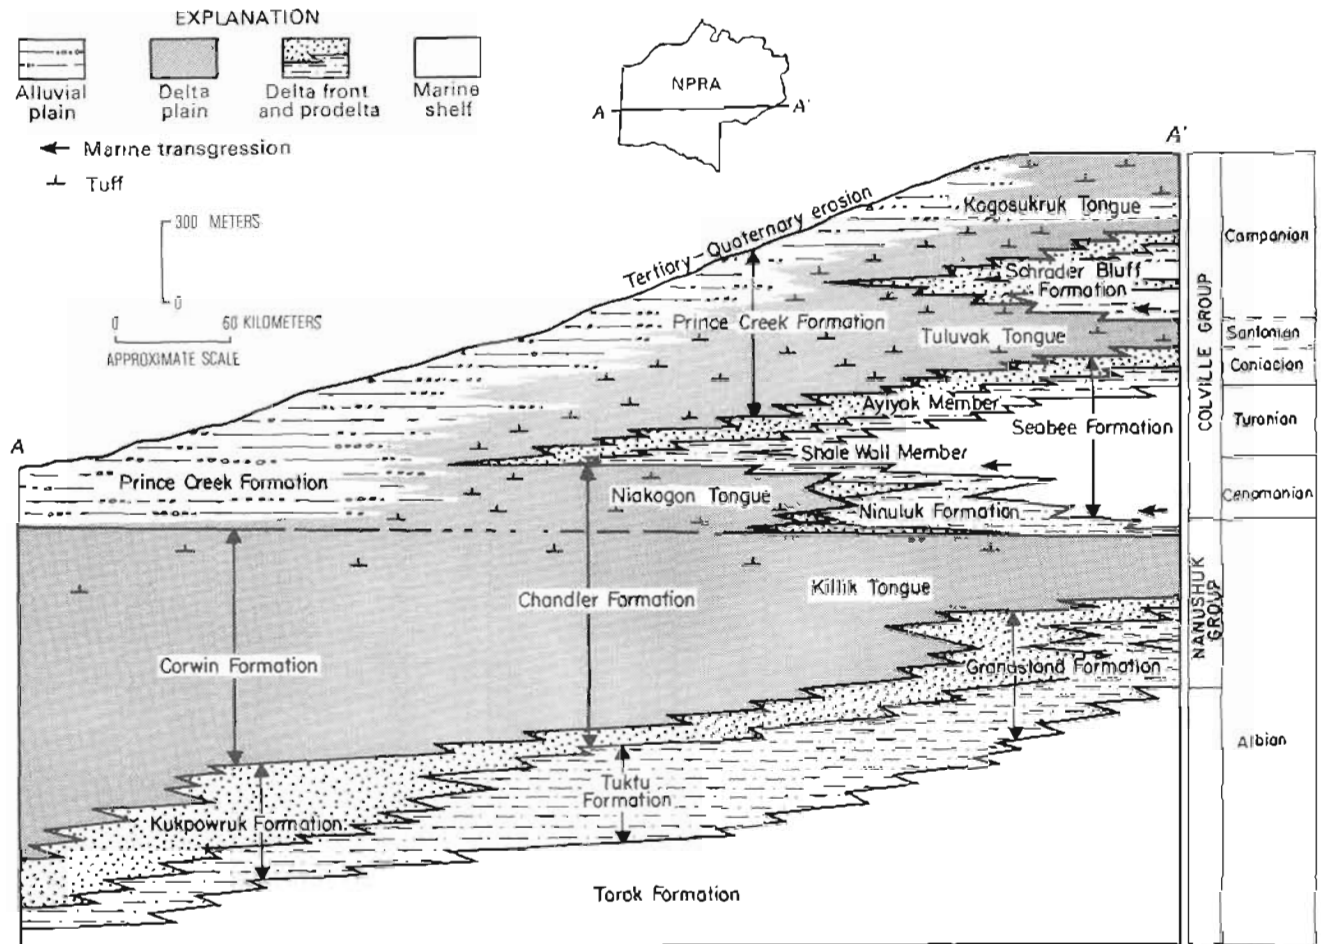 EXPLANATION
Alluvial
plain
Delta
plain
Delta front
and prodelta
Marine
shelf
Marine transgression
Tuff
NPRA
A
A'
300 METERS
0
0
60 KILOMETERS
APPROXIMATE SCALE
A
A'
Tertiary-Quaternary erosion
Kogosukruk Tongue
Schrader Bluff
Formation
Prince Creek Formation
Tuluvak Tongue
Ayiyak Member
Seabee Formation
Shale Wall Member
Prince Creek Formation
Niakogon Tongue
Ninuluk Formation
Killik Tongue
Chandler Formation
Corwin Formation
Grandstand Formation
Tuktu
Formation
Kukpowruk Formation
Torok Formation
COLVILLE GROUP
NANUSHUK
GROUP
Campanian
Santonian
Coniacian
Turonian
Cenomanian
Albian